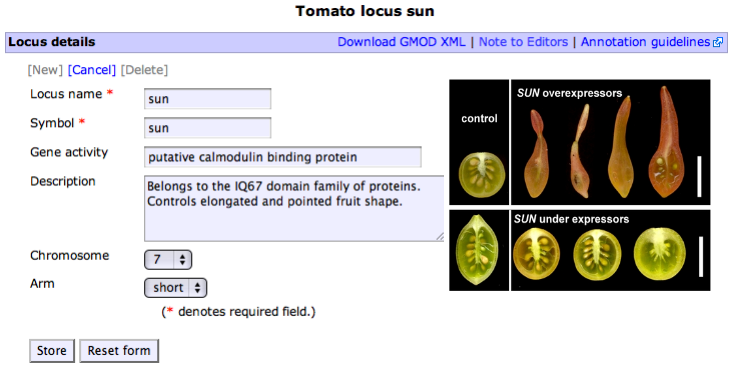 Tomato locus sun
Locus details
Download GMOD XML | Note to Editors | Annotation guidelines
[New] [Cancel] [Delete]
Locus name *
sun
Symbol *
sun
Gene activity
putative calmodulin binding protein
Description
Belongs to the IQ67 domain family of proteins.
Controls elongated and pointed fruit shape.
Chromosome
7
Arm
short
(* denotes required field.)
Store
Reset form
control
SUN overexpressors
SUN under expressors